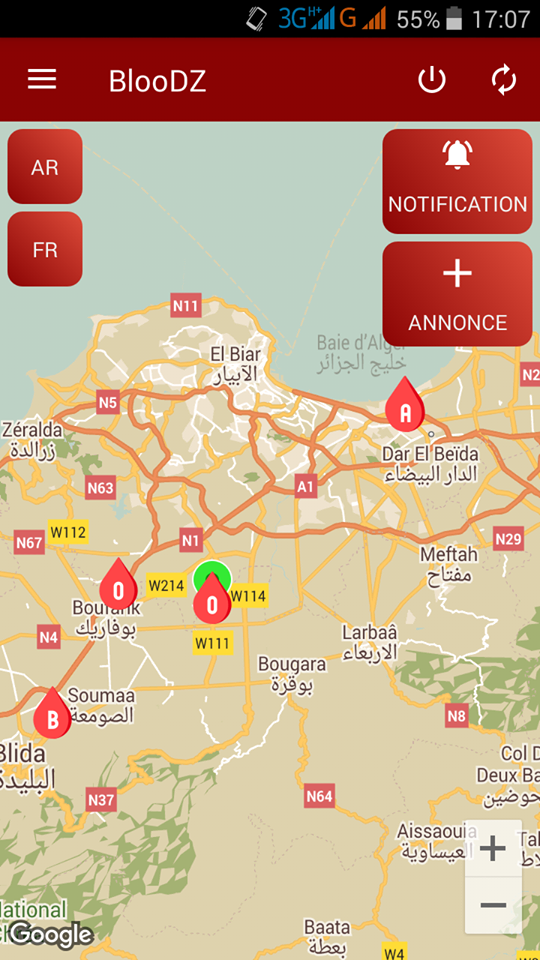 3G H+ G 55% 17:07
BlooDZ
AR
NOTIFICATION
FR
ANNONCE
N11
Baie d'Alger
خليج الجزائر
El Biar
الأبيار
N2
N5
A
Zéralda
زرالدة
Dar El Beïda
الدار البيضاء
N63
A1
W112
N67
N1
N29
Meftah
مفتاح
O
W214
O
W114
Boufarik
بوفاريك
N4
W111
Larbaâ
الاربعاء
Bougara
بوقرة
Soumaa
الصومعة
B
N8
Blida
البليدة
Col D
Deux Ba
N37
N64
Aissaouia
العيساوية
+
−
National
Google
Baata
بعطة
W4